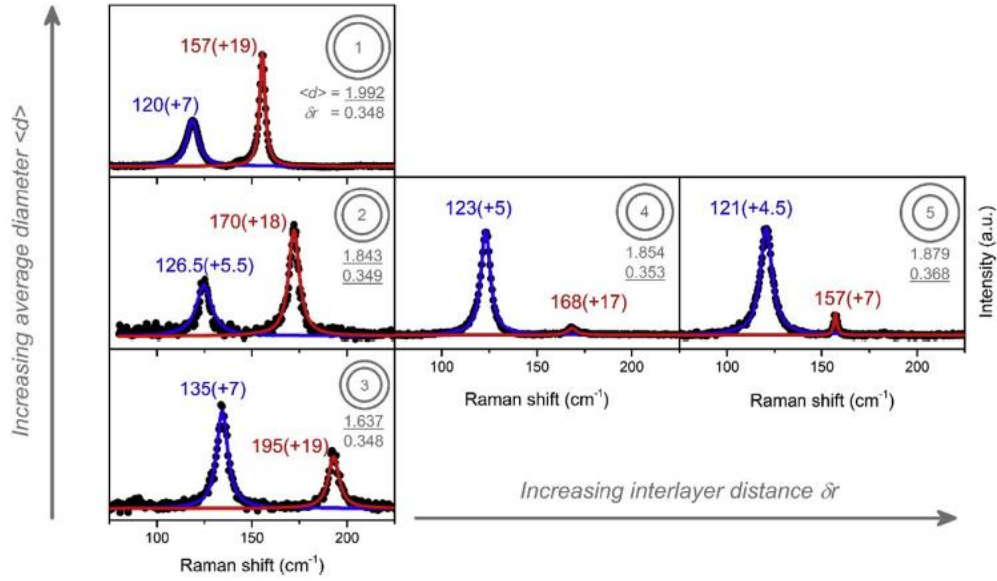 Increasing average diameter <d>
157(+19)
120(+7)
1
<d> = 1.992
δr = 0.348
170(+18)
126.5(+5.5)
2
1.843
0.349
123(+5)
168(+17)
4
1.854
0.353
121(+4.5)
157(+7)
5
1.879
0.368
Intensity (a.u.)
100 150 200
Raman shift (cm⁻¹)
100 150 200
Raman shift (cm⁻¹)
135(+7)
195(+19)
3
1.637
0.348
Increasing interlayer distance δr
100 150 200
Raman shift (cm⁻¹)